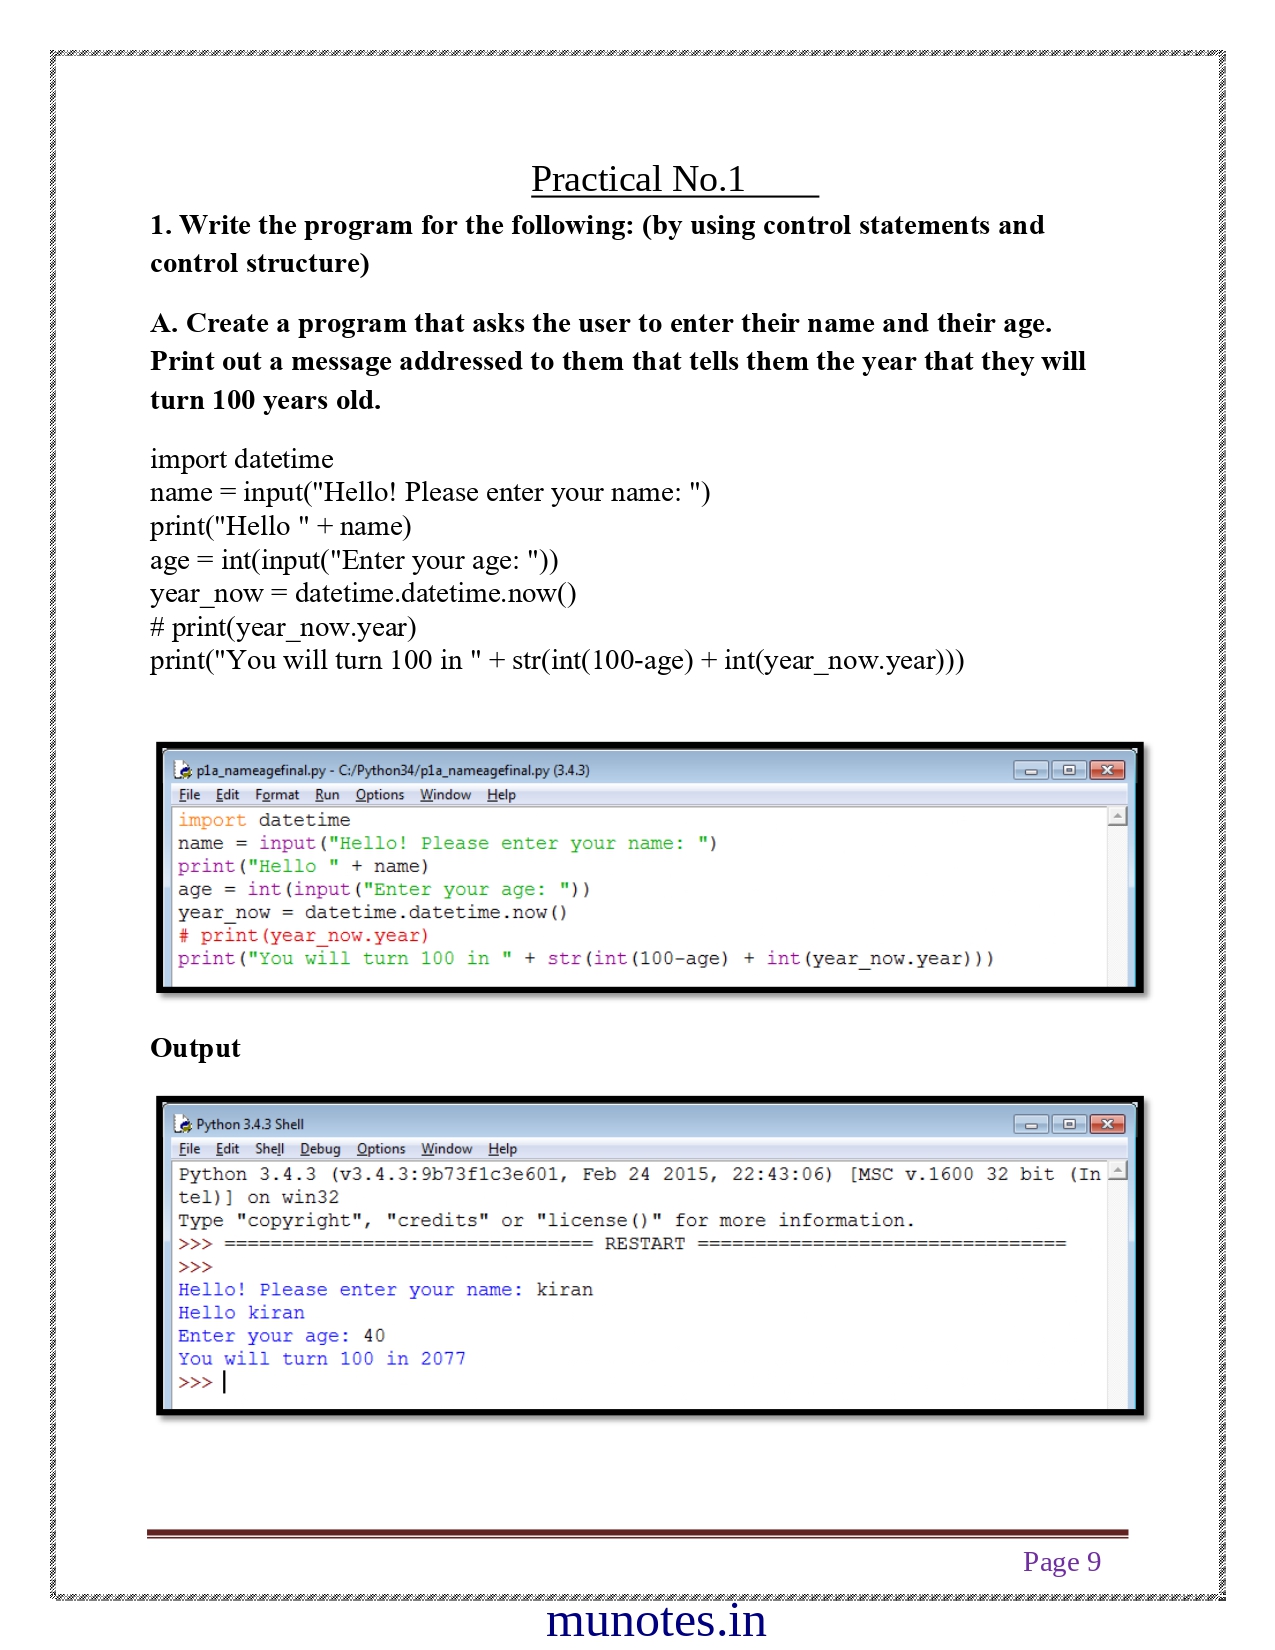 Practical No.1
1. Write the program for the following: (by using control statements and
control structure)
A. Create a program that asks the user to enter their name and their age.
Print out a message addressed to them that tells them the year that they will
turn 100 years old.
import datetime
name = input("Hello! Please enter your name: ")
print("Hello " + name)
age = int(input("Enter your age: "))
year_now = datetime.datetime.now()
# print(year_now.year)
print("You will turn 100 in " + str(int(100-age) + int(year_now.year)))
p1a_nameagefinal.py - C:/Python34/p1a_nameagefinal.py (3.4.3)
File Edit Format Run Options Window Help
import datetime
name = input("Hello! Please enter your name: ")
print("Hello " + name)
age = int(input("Enter your age: "))
year_now = datetime.datetime.now()
# print(year_now.year)
print("You will turn 100 in " + str(int(100-age) + int(year_now.year)))
Output
Python 3.4.3 Shell
File Edit Shell Debug Options Window Help
Python 3.4.3 (v3.4.3:9b73f1c3e601, Feb 24 2015, 22:43:06) [MSC v.1600 32 bit (In
tel)] on win32
Type "copyright", "credits" or "license()" for more information.
>>> ================================ RESTART ================================
>>>
Hello! Please enter your name: kiran
Hello kiran
Enter your age: 40
You will turn 100 in 2077
>>>
Page 9
munotes.in